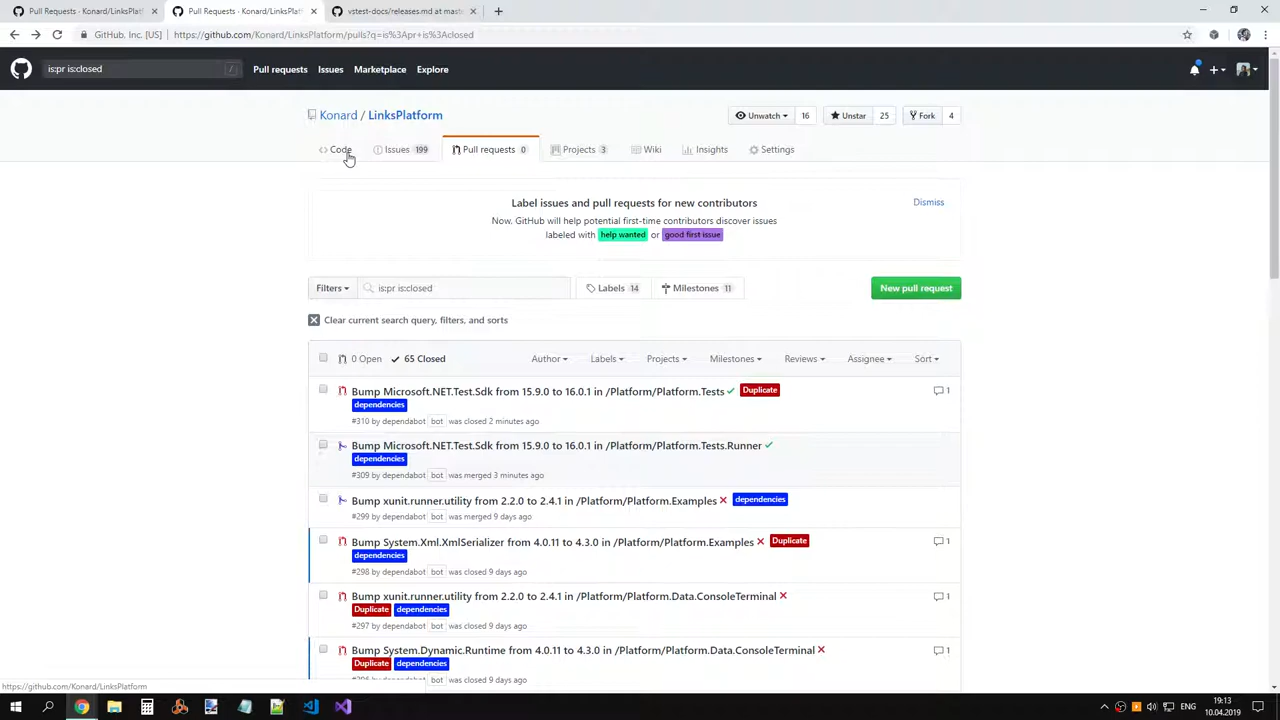 Pull Requests · Konard/LinksPlatf
Pull Requests · Konard/LinksPlatf
vstest-docs/releases.md at maste
GitHub, Inc. [US]
https://github.com/Konard/LinksPlatform/pulls?q=is%3Apr+is%3Aclosed
is:pr is:closed /
Pull requests Issues Marketplace Explore
Konard / LinksPlatform
Unwatch 16 Unstar 25 Fork 4
Code Issues 199 Pull requests 0 Projects 3 Wiki Insights Settings
Label issues and pull requests for new contributors
Dismiss
Now, GitHub will help potential first-time contributors discover issues
labeled with help wanted or good first issue
Filters is:pr is:closed Labels 14 Milestones 11 New pull request
Clear current search query, filters, and sorts
0 Open 65 Closed Author Labels Projects Milestones Reviews Assignee Sort
Bump Microsoft.NET.Test.Sdk from 15.9.0 to 16.0.1 in /Platform/Platform.Tests Duplicate 1
dependencies
#310 by dependabot bot was closed 2 minutes ago
Bump Microsoft.NET.Test.Sdk from 15.9.0 to 16.0.1 in /Platform/Platform.Tests.Runner
dependencies
#309 by dependabot bot was merged 3 minutes ago
Bump xunit.runner.utility from 2.2.0 to 2.4.1 in /Platform/Platform.Examples dependencies
#299 by dependabot bot was merged 9 days ago
Bump System.Xml.XmlSerializer from 4.0.11 to 4.3.0 in /Platform/Platform.Examples Duplicate 1
dependencies
#298 by dependabot bot was closed 9 days ago
Bump xunit.runner.utility from 2.2.0 to 2.4.1 in /Platform/Platform.Data.ConsoleTerminal 1
Duplicate dependencies
#297 by dependabot bot was closed 9 days ago
Bump System.Dynamic.Runtime from 4.0.11 to 4.3.0 in /Platform/Platform.Data.ConsoleTerminal 1
Duplicate dependencies
#296 by dependabot bot was closed 9 days ago
https://github.com/Konard/LinksPlatform
ENG
19:13
10.04.2019